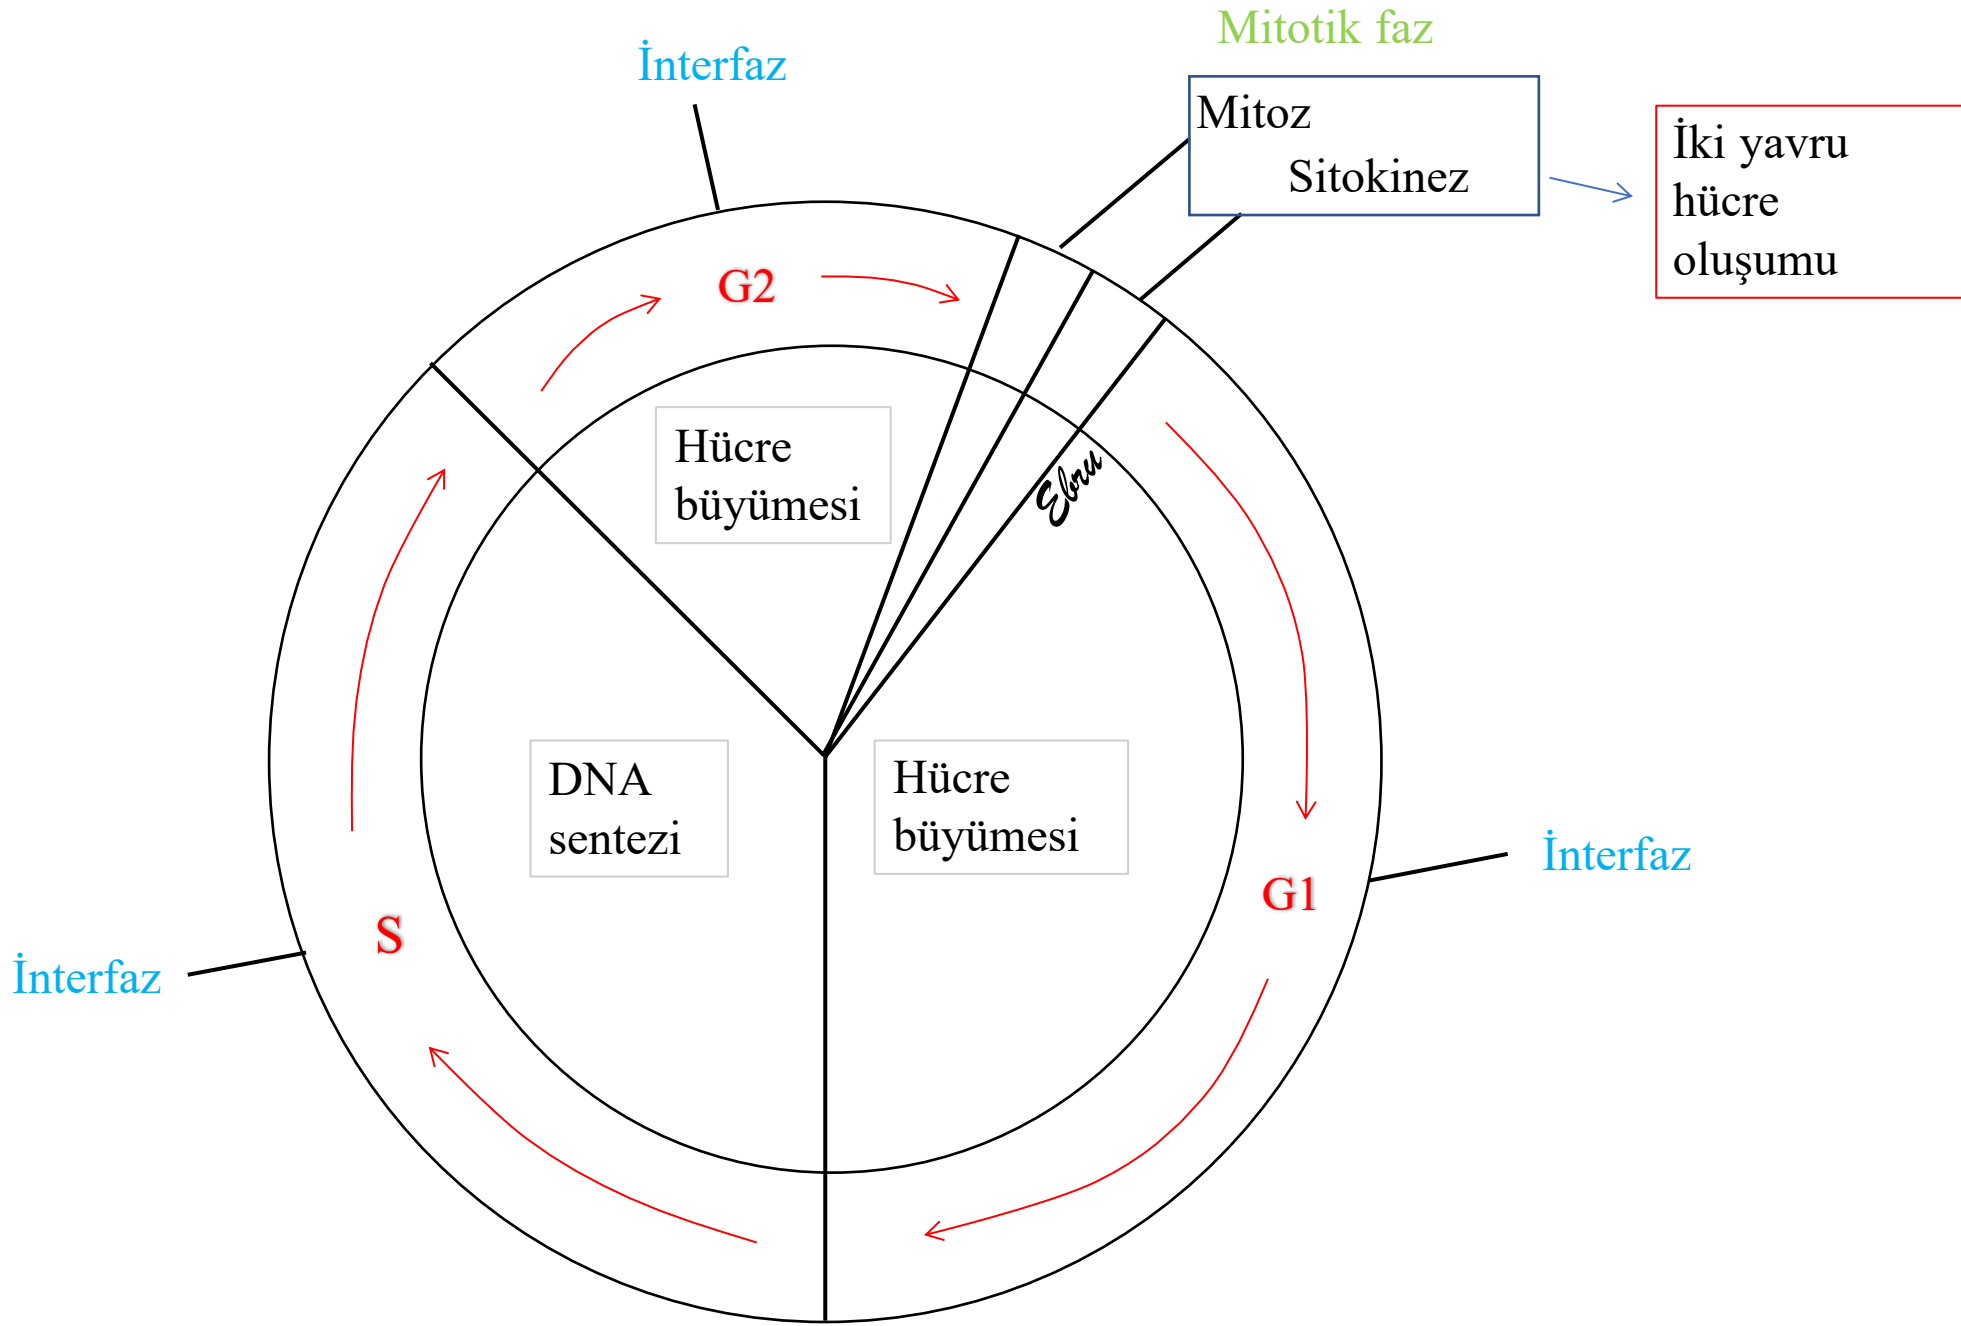 Mitotik faz
İnterfaz
Mitoz
Sitokinez
İki yavru
hücre
oluşumu
G2
Hücre
büyümesi
Ebru
DNA
sentezi
Hücre
büyümesi
İnterfaz
G1
S
İnterfaz